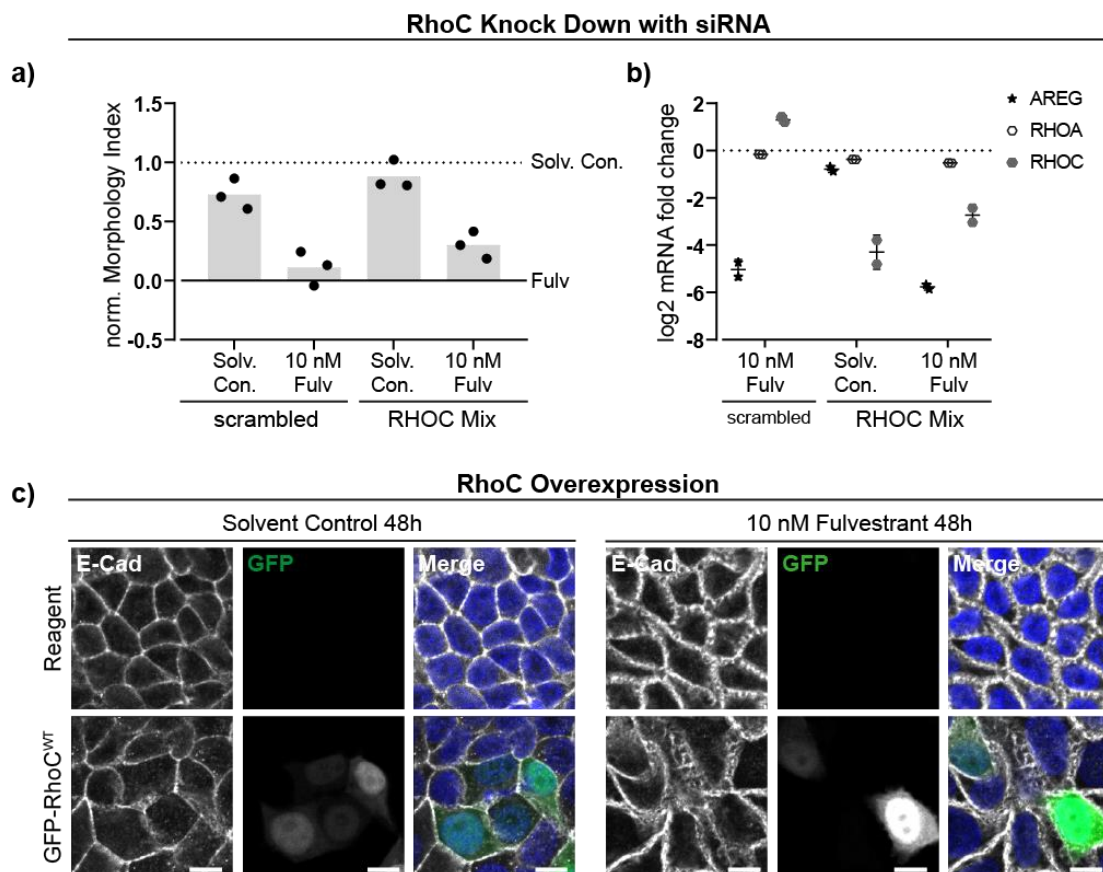 RhoC Knock Down with siRNA
a)
norm. Morphology Index
1.5
1.0
0.5
0.0
-0.5
Solv. Con.
Fulv
Solv. Con.
10 nM Fulv
Solv. Con.
10 nM Fulv
scrambled
RHOC Mix
b)
log2 mRNA fold change
2
0
-2
-4
-6
-8
AREG
RHOA
RHOC
10 nM Fulv
Solv. Con.
10 nM Fulv
scrambled
RHOC Mix
c)
RhoC Overexpression
Solvent Control 48h
10 nM Fulvestrant 48h
Reagent
E-Cad
GFP
Merge
E-Cad
GFP
Merge
GFP-RhoC^WT